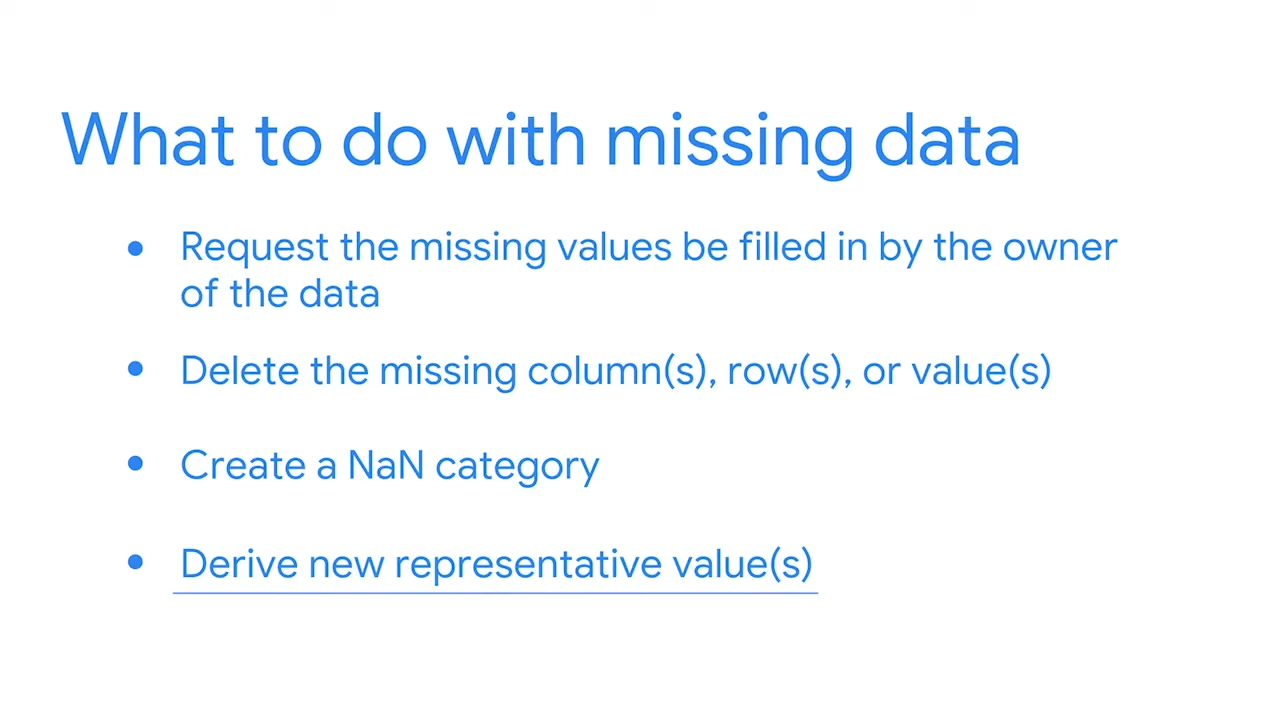 What to do with missing data
• Request the missing values be filled in by the owner
of the data
• Delete the missing column(s), row(s), or value(s)
• Create a NaN category
• Derive new representative value(s)